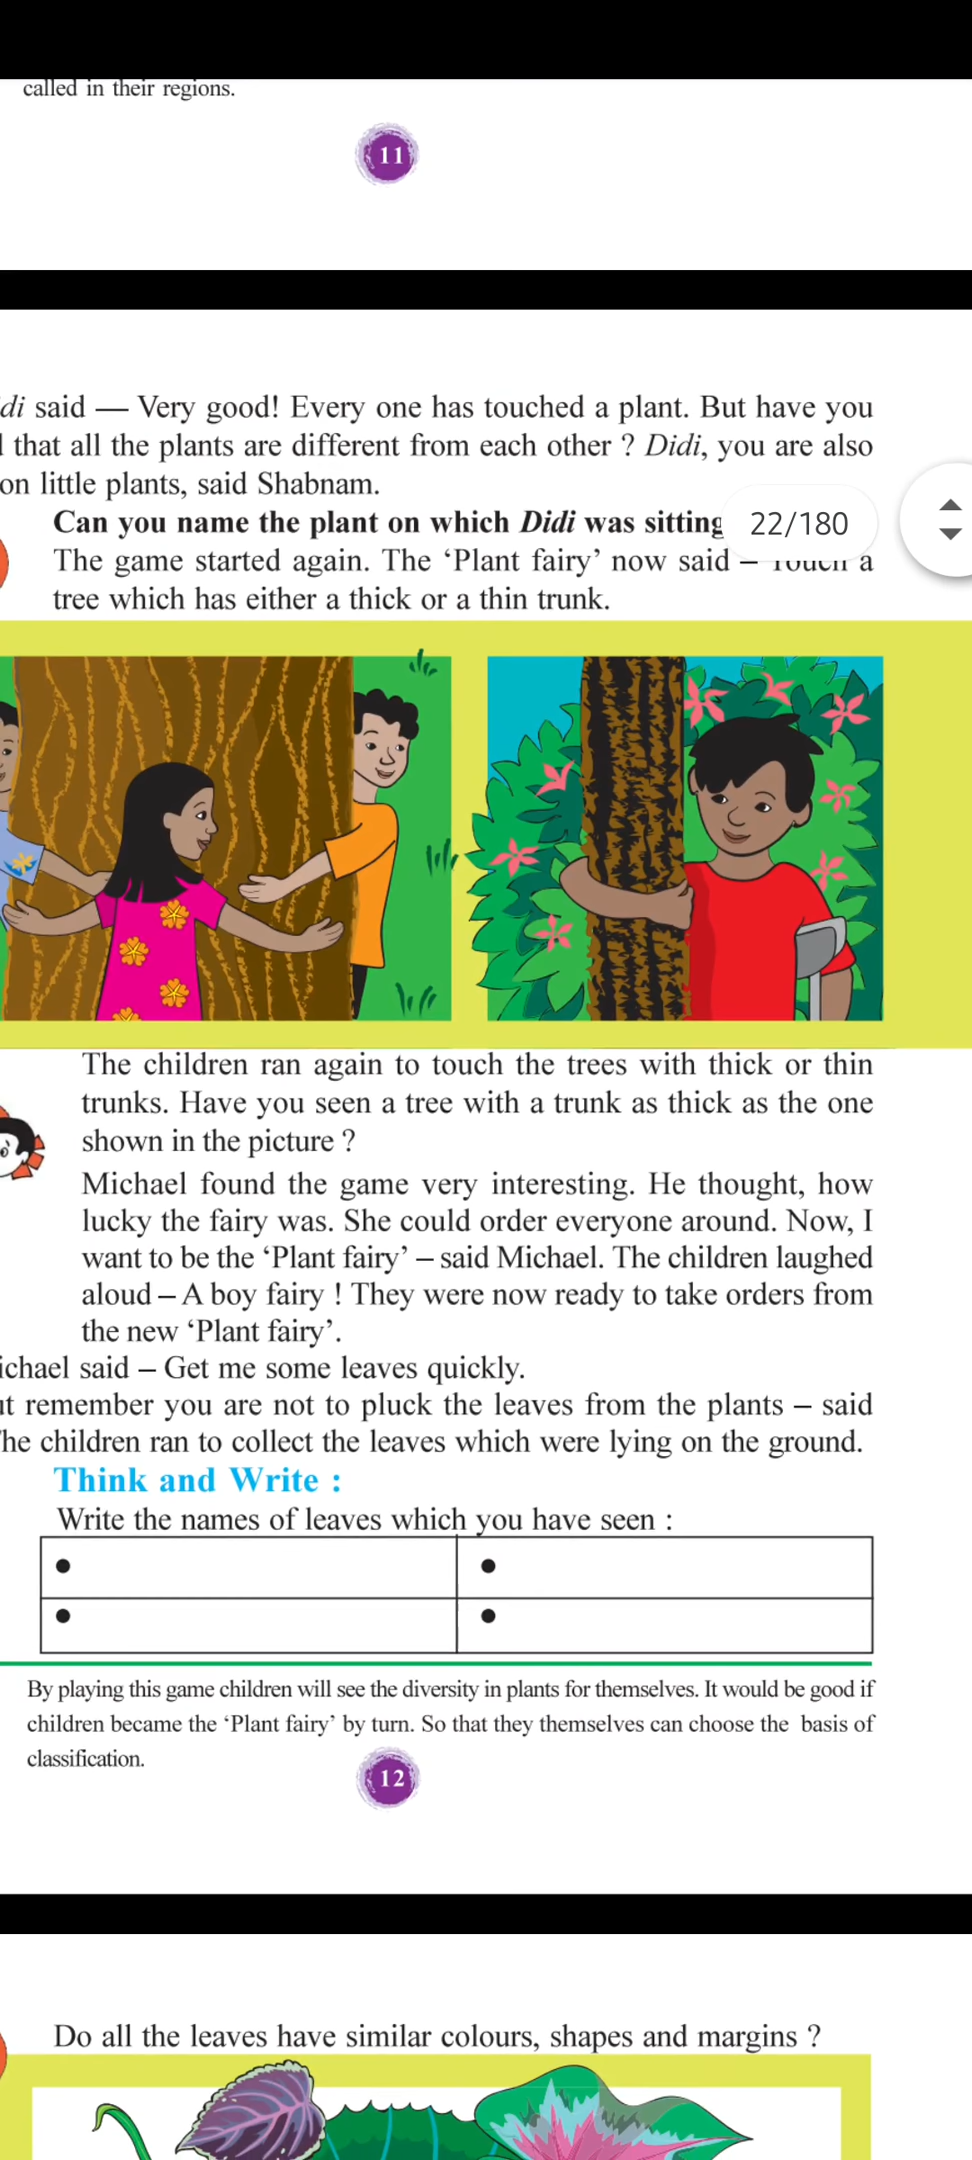 called in their regions.
11
di said — Very good! Every one has touched a plant. But have you
that all the plants are different from each other ? Didi, you are also
on little plants, said Shabnam.
Can you name the plant on which Didi was sitting
22/180
The game started again. The ‘Plant fairy’ now said – Touch a
tree which has either a thick or a thin trunk.
The children ran again to touch the trees with thick or thin
trunks. Have you seen a tree with a trunk as thick as the one
shown in the picture ?
Michael found the game very interesting. He thought, how
lucky the fairy was. She could order everyone around. Now, I
want to be the ‘Plant fairy’ – said Michael. The children laughed
aloud – A boy fairy ! They were now ready to take orders from
the new ‘Plant fairy’.
ichael said – Get me some leaves quickly.
ut remember you are not to pluck the leaves from the plants – said
he children ran to collect the leaves which were lying on the ground.
Think and Write :
Write the names of leaves which you have seen :
By playing this game children will see the diversity in plants for themselves. It would be good if
children became the ‘Plant fairy’ by turn. So that they themselves can choose the basis of
classification.
12
Do all the leaves have similar colours, shapes and margins ?